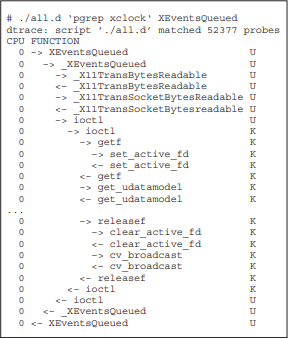 # ./all.d `pgrep xclock` XEventsQueued
dtrace: script './all.d' matched 52377 probes
CPU FUNCTION
0 -> XEventsQueued U
0 -> _XEventsQueued U
0 -> _X11TransBytesReadable U
0 <- _X11TransBytesReadable U
0 -> _X11TransSocketBytesReadable U
0 <- _X11TransSocketBytesreadable U
0 -> ioctl U
0 -> ioctl K
0 -> getf K
0 -> set_active_fd K
0 <- set_active_fd K
0 <- getf K
0 -> get_udatamodel K
0 <- get_udatamodel K
...
0 -> releasef K
0 -> clear_active_fd K
0 <- clear_active_fd K
0 -> cv_broadcast K
0 <- cv_broadcast K
0 <- releasef K
0 <- ioctl K
0 <- ioctl U
0 <- _XEventsQueued U
0 <- XEventsQueued U